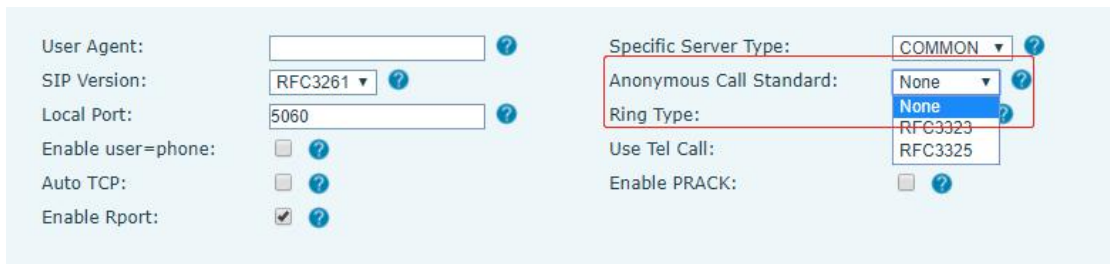 User Agent:
SIP Version: RFC3261
Local Port: 5060
Enable user=phone:
Auto TCP:
Enable Rport:
Specific Server Type: COMMON
Anonymous Call Standard: None
None
Ring Type:
RFC3323
Use Tel Call: RFC3325
Enable PRACK: